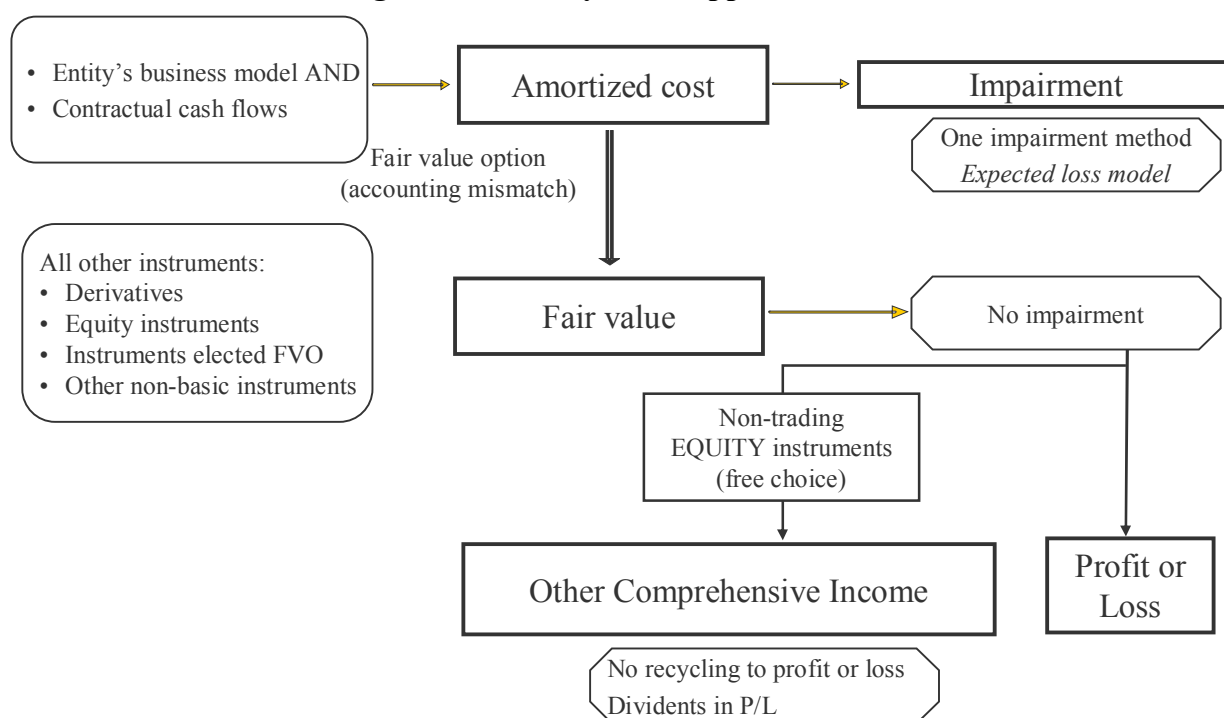 • Entity's business model AND
• Contractual cash flows
Amortized cost
Impairment
One impairment method
Expected loss model
Fair value option
(accounting mismatch)
All other instruments:
• Derivatives
• Equity instruments
• Instruments elected FVO
• Other non-basic instruments
Fair value
No impairment
Non-trading
EQUITY instruments
(free choice)
Other Comprehensive Income
Profit or
Loss
No recycling to profit or loss
Dividents in P/L